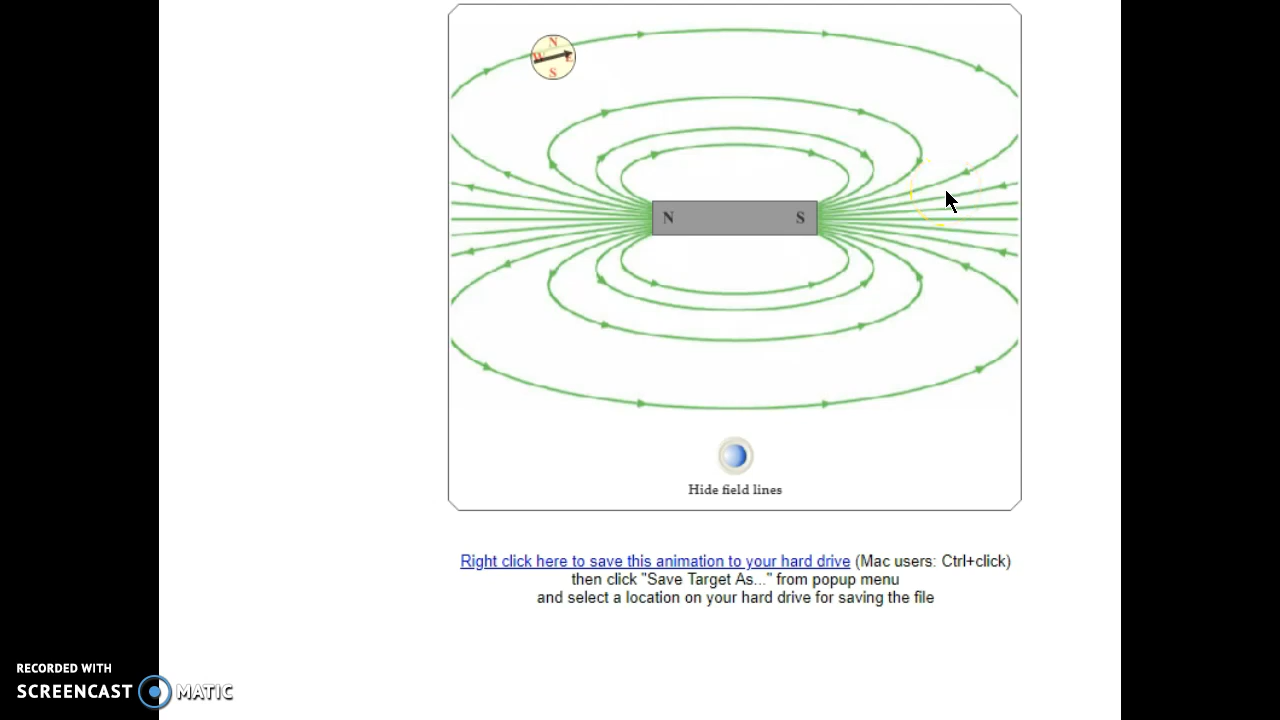 N
W E
S
N S
Hide field lines
Right click here to save this animation to your hard drive (Mac users: Ctrl+click)
then click "Save Target As..." from popup menu
and select a location on your hard drive for saving the file
RECORDED WITH
SCREENCAST MATIC